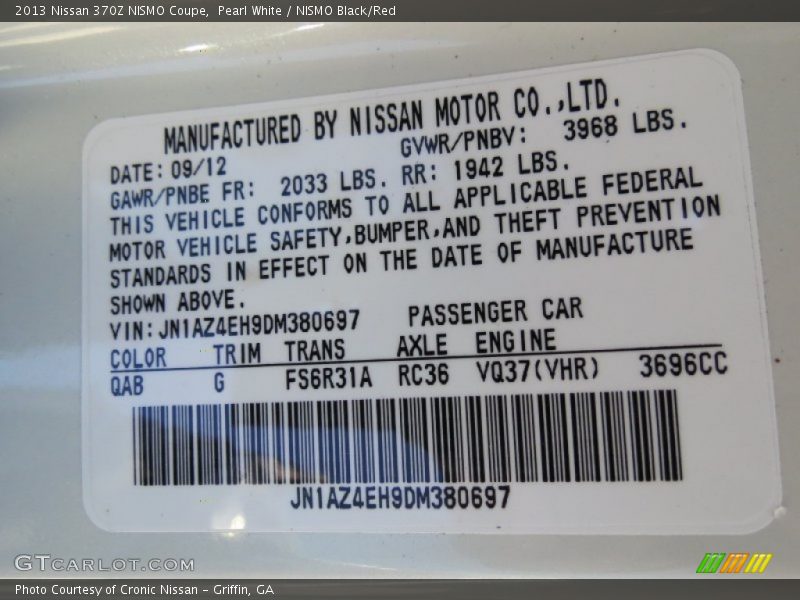 2013 Nissan 370Z NISMO Coupe, Pearl White / NISMO Black/Red
MANUFACTURED BY NISSAN MOTOR CO.,LTD.
DATE: 09/12 GVWR/PNBV: 3968 LBS.
GAWR/PNBE FR: 2033 LBS. RR: 1942 LBS.
THIS VEHICLE CONFORMS TO ALL APPLICABLE FEDERAL
MOTOR VEHICLE SAFETY,BUMPER,AND THEFT PREVENTION
STANDARDS IN EFFECT ON THE DATE OF MANUFACTURE
SHOWN ABOVE.
VIN: JN1AZ4EH9DM380697 PASSENGER CAR
COLOR TRIM TRANS AXLE ENGINE
QAB G FS6R31A RC36 VQ37(VHR) 3696CC
JN1AZ4EH9DM380697
GTCARLOT.COM
Photo Courtesy of Cronic Nissan - Griffin, GA